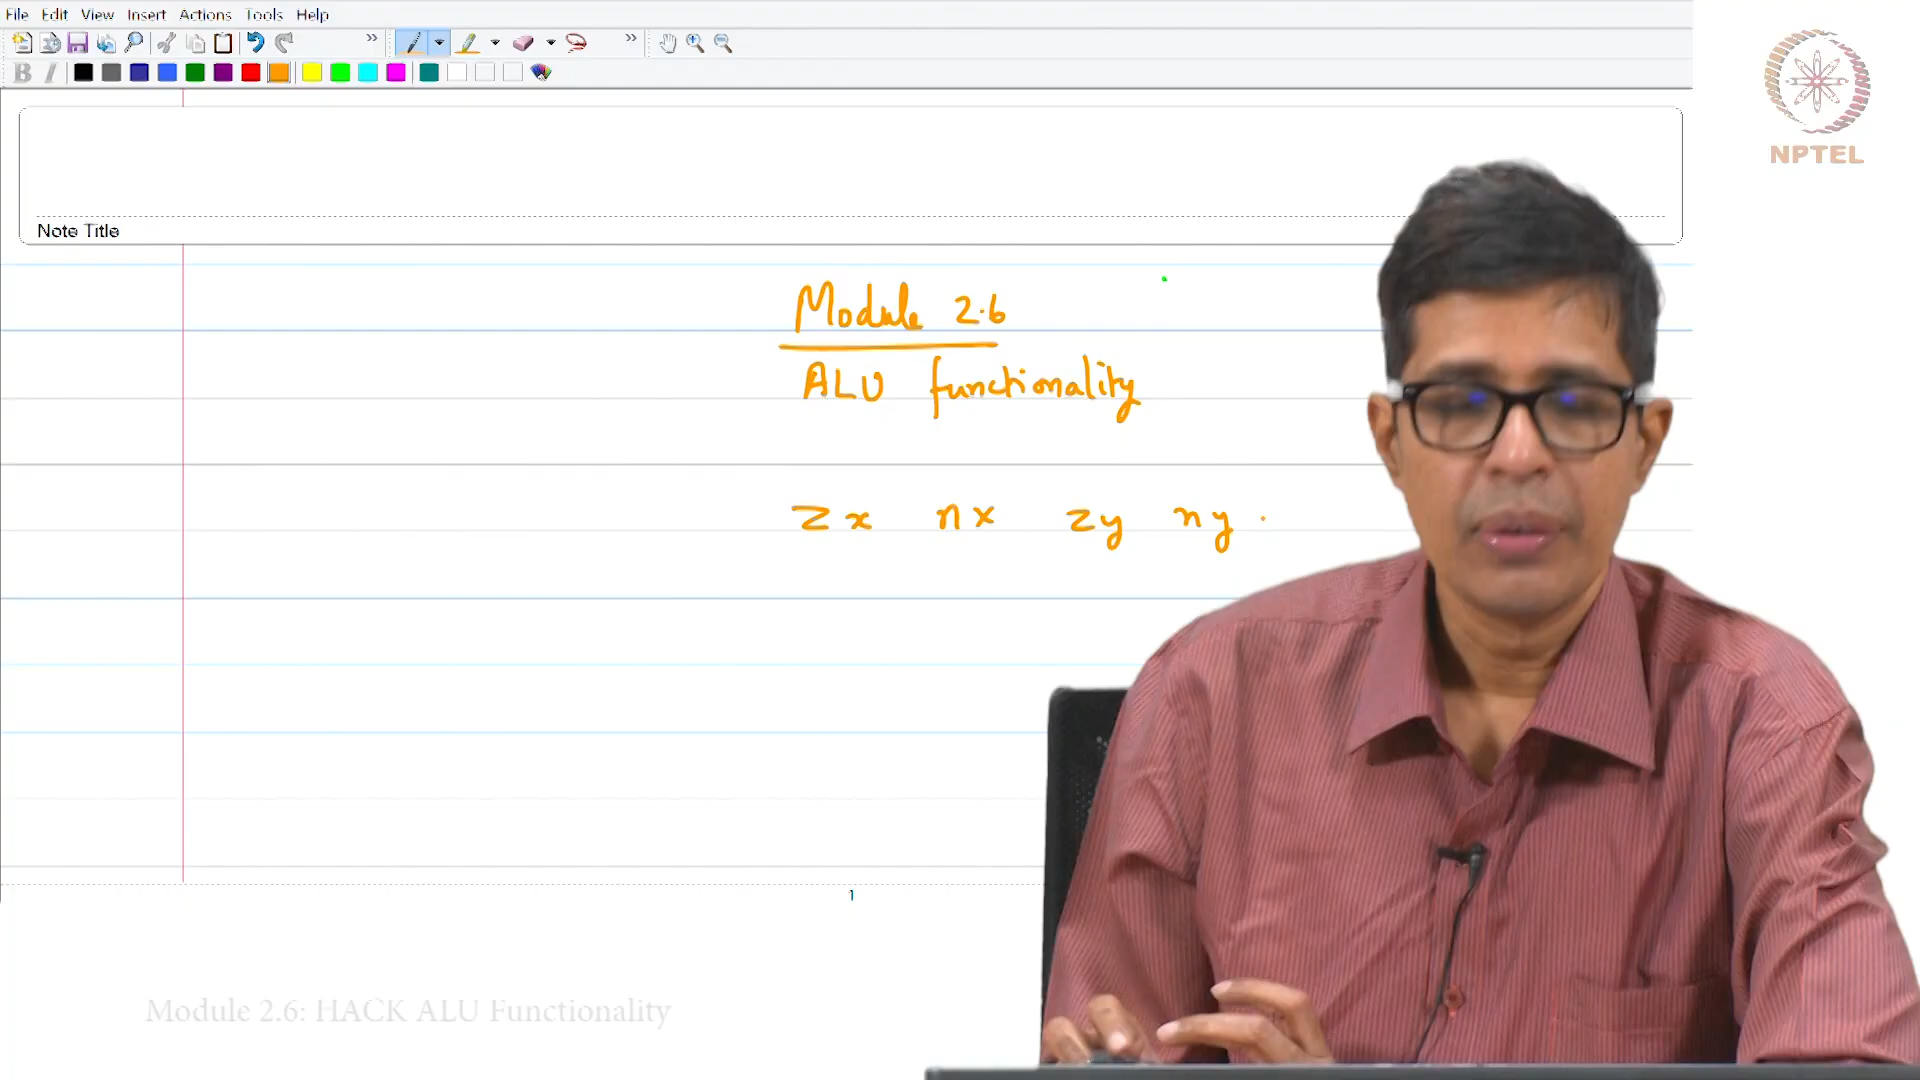 File Edit View Insert Actions Tools Help
NPTEL
Note Title
Module 2.6
ALU functionality
zx nx zy ny
1
Module 2.6: HACK ALU Functionality